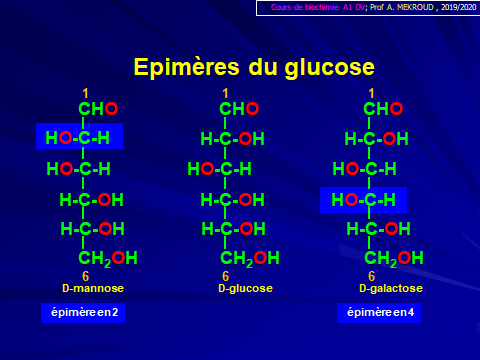 Cours de biochimie A1 DV; Prof A. MEKROUD , 2019/2020
Epimères du glucose
1 1 1
CHO CHO CHO
HO-C-H H-C-OH H-C-OH
HO-C-H HO-C-H HO-C-H
H-C-OH H-C-OH HO-C-H
H-C-OH H-C-OH H-C-OH
CH2OH CH2OH CH2OH
6 6 6
D-mannose D-glucose D-galactose
épimère en 2 épimère en 4